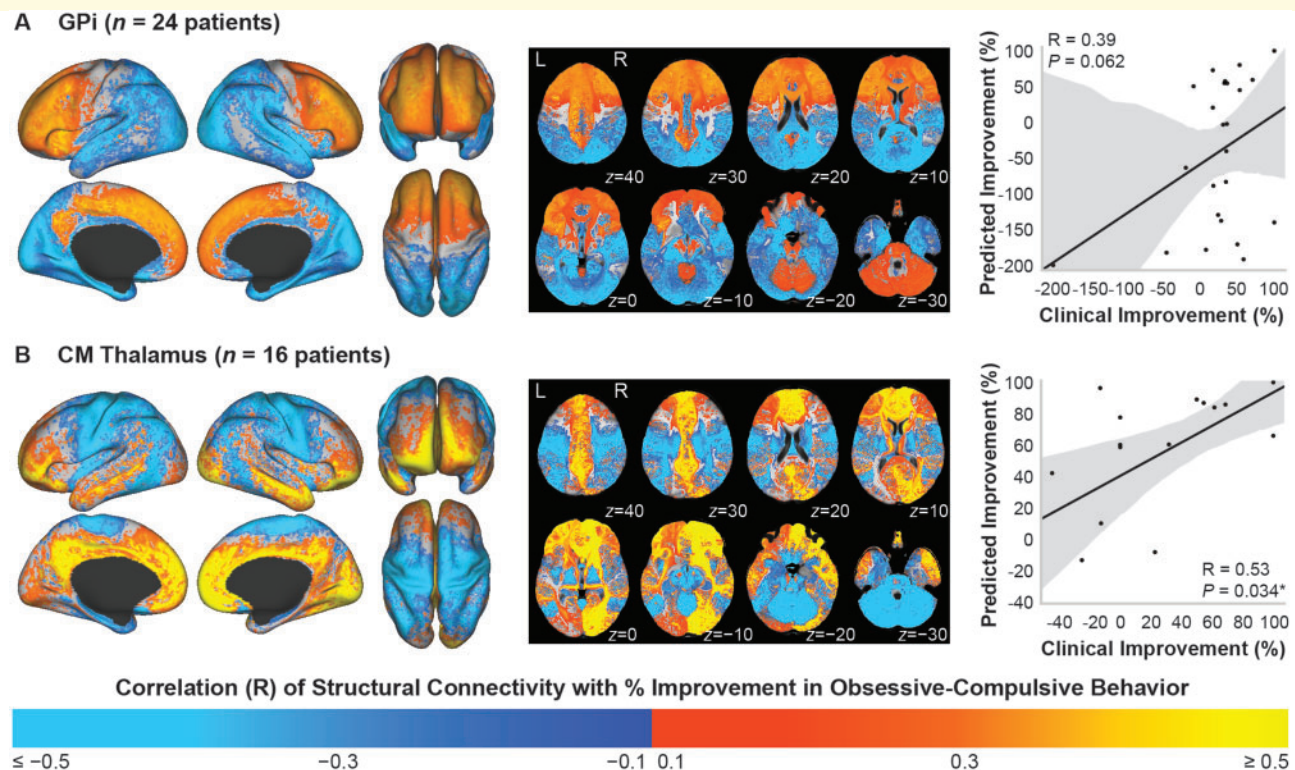 A GPi (n = 24 patients)
L R
z=40 z=30 z=20 z=10
z=0 z=−10 z=−20 z=−30
R = 0.39
P = 0.062
Predicted Improvement (%)
100
50
0
-50
-100
-150
-200
-200 -150 -100 -50 0 50 100
Clinical Improvement (%)
B CM Thalamus (n = 16 patients)
L R
z=40 z=30 z=20 z=10
z=0 z=−10 z=−20 z=−30
Predicted Improvement (%)
100
80
60
40
20
0
-20
-40
R = 0.53
P = 0.034*
-40 -20 0 20 40 60 80 100
Clinical Improvement (%)
Correlation (R) of Structural Connectivity with % Improvement in Obsessive-Compulsive Behavior
≤ −0.5 −0.3 −0.1 0.1 0.3 ≥ 0.5